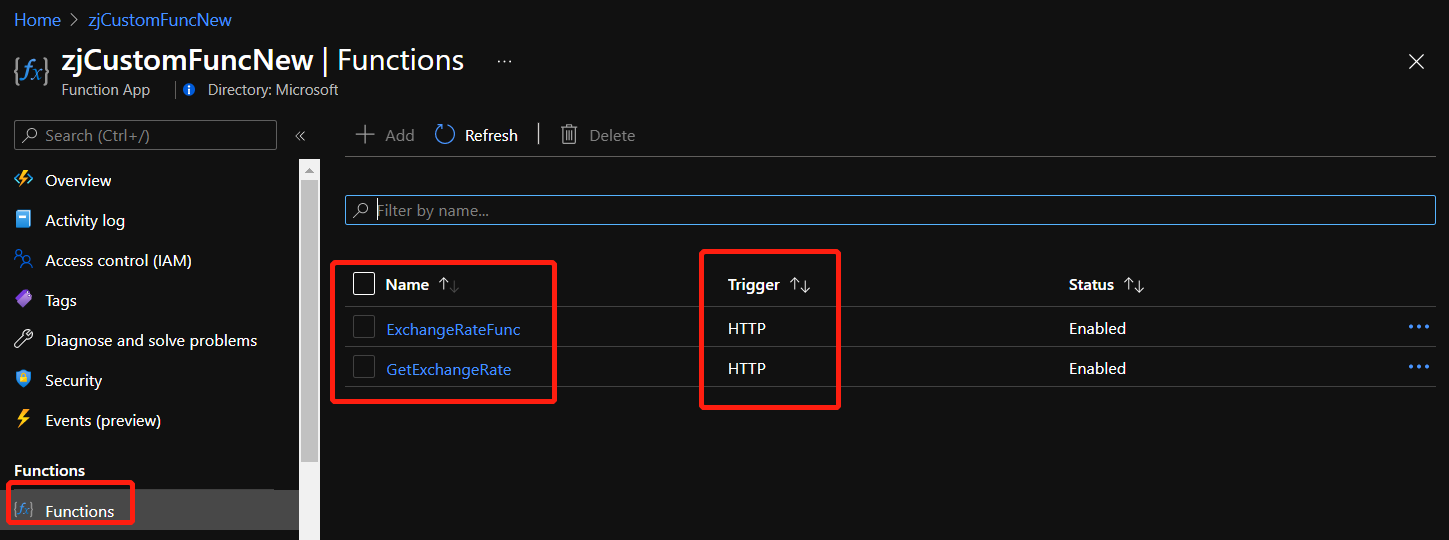 Home > zjCustomFuncNew
zjCustomFuncNew | Functions ...
Function App | Directory: Microsoft
Search (Ctrl+/)
«
Add Refresh | Delete
Overview
Activity log
Access control (IAM)
Tags
Diagnose and solve problems
Security
Events (preview)
Functions
Functions
Filter by name...
Name Trigger Status
ExchangeRateFunc HTTP Enabled ...
GetExchangeRate HTTP Enabled ...